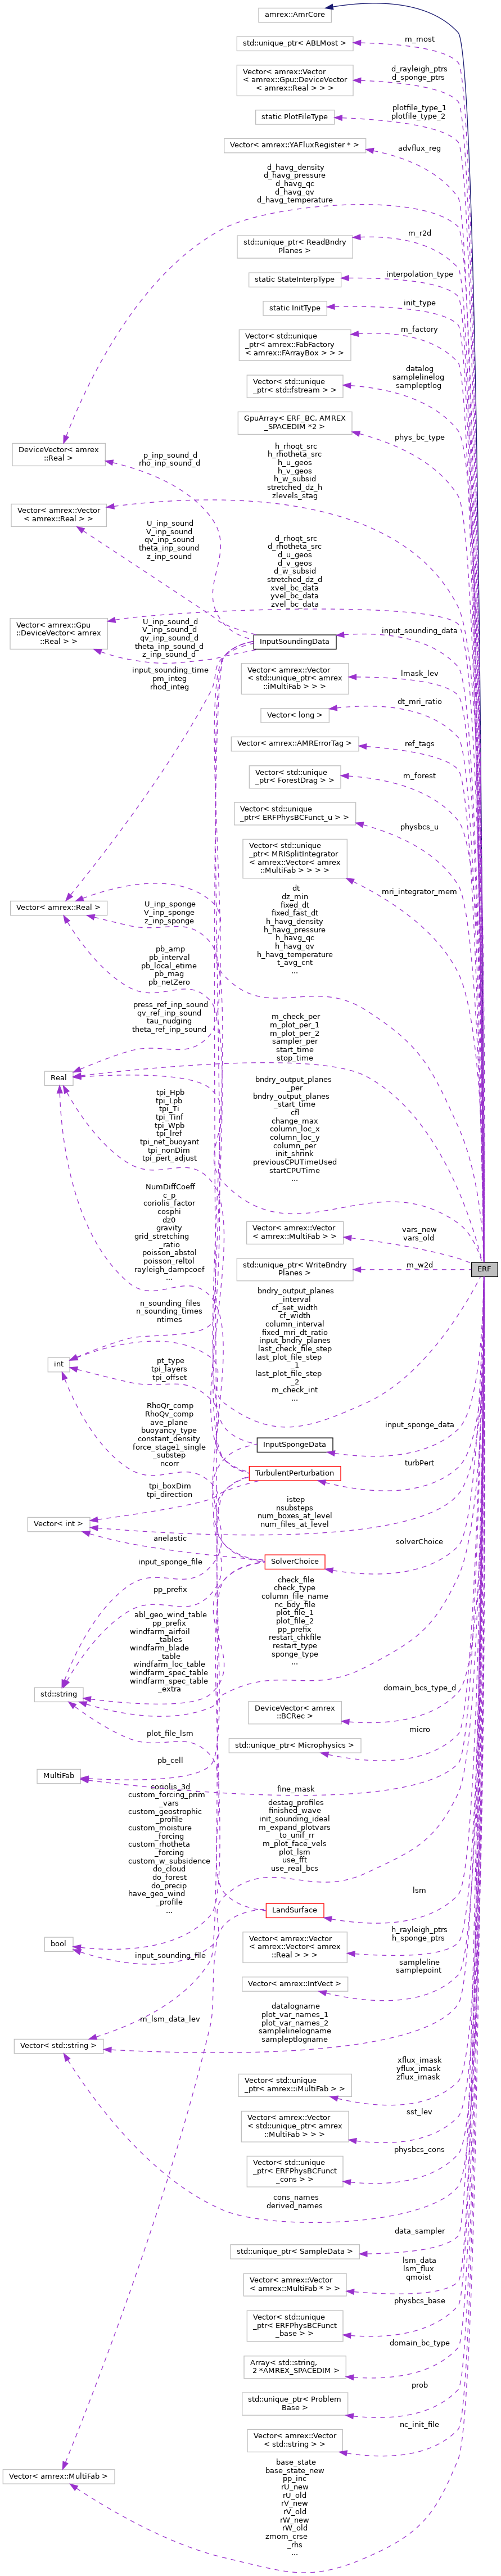 amrex::AmrCore
std::unique_ptr< ABLMost >
m_most
Vector< amrex::Vector
< amrex::Gpu::DeviceVector
< amrex::Real > > >
d_rayleigh_ptrs
d_sponge_ptrs
static PlotFileType
plotfile_type_1
plotfile_type_2
Vector< amrex::YAFluxRegister * >
advflux_reg
d_havg_density
d_havg_pressure
d_havg_qc
d_havg_qv
d_havg_temperature
std::unique_ptr< ReadBndry
Planes >
m_r2d
static StateInterpType
interpolation_type
static InitType
init_type
Vector< std::unique
_ptr< amrex::FabFactory
< amrex::FArrayBox > > >
m_factory
Vector< std::unique
_ptr< std::fstream > >
datalog
samplelinelog
sampleptlog
GpuArray< ERF_BC, AMREX
_SPACEDIM *2 >
phys_bc_type
DeviceVector< amrex
::Real >
p_inp_sound_d
rho_inp_sound_d
h_rhoqt_src
h_rhotheta_src
h_u_geos
h_v_geos
h_w_subsid
stretched_dz_h
zlevels_stag
Vector< amrex::Vector
< amrex::Real > >
U_inp_sound
V_inp_sound
qv_inp_sound
theta_inp_sound
z_inp_sound
d_rhoqt_src
d_rhotheta_src
d_u_geos
d_v_geos
d_w_subsid
stretched_dz_d
xvel_bc_data
yvel_bc_data
zvel_bc_data
Vector< amrex::Gpu
::DeviceVector< amrex
::Real > >
U_inp_sound_d
V_inp_sound_d
qv_inp_sound_d
theta_inp_sound_d
z_inp_sound_d
InputSoundingData
input_sounding_data
input_sounding_time
pm_integ
rhod_integ
Vector< amrex::Vector
< std::unique_ptr< amrex
::iMultiFab > > >
lmask_lev
Vector< long >
dt_mri_ratio
Vector< amrex::AMRErrorTag >
ref_tags
Vector< std::unique
_ptr< ForestDrag > >
m_forest
Vector< std::unique
_ptr< ERFPhysBCFunct_u > >
physbcs_u
Vector< std::unique
_ptr< MRISplitIntegrator
< amrex::Vector< amrex
::MultiFab > > > >
mri_integrator_mem
Vector< amrex::Real >
U_inp_sponge
V_inp_sponge
z_inp_sponge
dt
dz_min
fixed_dt
fixed_fast_dt
h_havg_density
h_havg_pressure
h_havg_qc
h_havg_qv
h_havg_temperature
t_avg_cnt
...
pb_amp
pb_interval
pb_local_etime
pb_mag
pb_netZero
press_ref_inp_sound
qv_ref_inp_sound
tau_nudging
theta_ref_inp_sound
m_check_per
m_plot_per_1
m_plot_per_2
sampler_per
start_time
stop_time
Real
tpi_Hpb
tpi_Lpb
tpi_Ti
tpi_Tinf
tpi_Wpb
tpi_lref
tpi_net_buoyant
tpi_nonDim
tpi_pert_adjust
bndry_output_planes
_per
bndry_output_planes
_start_time
cfl
change_max
column_loc_x
column_loc_y
column_per
init_shrink
previousCPUTimeUsed
startCPUTime
...
NumDiffCoeff
c_p
coriolis_factor
cosphi
dz0
gravity
grid_stretching
_ratio
poisson_abstol
poisson_reltol
rayleigh_dampcoef
...
Vector< amrex::Vector
< amrex::MultiFab > >
vars_new
vars_old
std::unique_ptr< WriteBndry
Planes >
m_w2d
ERF
n_sounding_files
n_sounding_times
ntimes
bndry_output_planes
_interval
cf_set_width
cf_width
column_interval
fixed_mri_dt_ratio
input_bndry_planes
last_check_file_step
last_plot_file_step
_1
last_plot_file_step
_2
m_check_int
...
int
pt_type
tpi_layers
tpi_offset
RhoQr_comp
RhoQv_comp
ave_plane
buoyancy_type
constant_density
force_stage1_single
_substep
ncorr
InputSpongeData
input_sponge_data
TurbulentPerturbation
turbPert
tpi_boxDim
tpi_direction
istep
nsubsteps
num_boxes_at_level
num_files_at_level
Vector< int >
anelastic
solverChoice
SolverChoice
input_sponge_file
pp_prefix
check_file
check_type
column_file_name
nc_bdy_file
plot_file_1
plot_file_2
pp_prefix
restart_chkfile
restart_type
sponge_type
...
abl_geo_wind_table
pp_prefix
windfarm_airfoil
_tables
windfarm_blade
_table
windfarm_loc_table
windfarm_spec_table
windfarm_spec_table
_extra
std::string
DeviceVector< amrex
::BCRec >
domain_bcs_type_d
plot_file_lsm
std::unique_ptr< Microphysics >
micro
pb_cell
MultiFab
fine_mask
coriolis_3d
custom_forcing_prim
_vars
custom_geostrophic
_profile
custom_moisture
_forcing
custom_rhotheta
_forcing
custom_w_subsidence
do_cloud
do_forest
do_precip
have_geo_wind
_profile
...
destag_profiles
finished_wave
init_sounding_ideal
m_expand_plotvars
_to_unif_rr
m_plot_face_vels
plot_lsm
use_fft
use_real_bcs
LandSurface
lsm
bool
Vector< amrex::Vector
< amrex::Vector< amrex
::Real > > >
h_rayleigh_ptrs
h_sponge_ptrs
input_sounding_file
Vector< amrex::IntVect >
sampleline
samplepoint
m_lsm_data_lev
datalogname
plot_var_names_1
plot_var_names_2
samplelinelogname
sampleptlogname
Vector< std::string >
Vector< std::unique
_ptr< amrex::iMultiFab > >
xflux_imask
yflux_imask
zflux_imask
Vector< amrex::Vector
< std::unique_ptr< amrex
::MultiFab > > >
sst_lev
Vector< std::unique
_ptr< ERFPhysBCFunct
_cons > >
physbcs_cons
cons_names
derived_names
std::unique_ptr< SampleData >
data_sampler
Vector< amrex::Vector
< amrex::MultiFab * > >
lsm_data
lsm_flux
qmoist
Vector< std::unique
_ptr< ERFPhysBCFunct
_base > >
physbcs_base
Array< std::string,
2 *AMREX_SPACEDIM >
domain_bc_type
std::unique_ptr< Problem
Base >
prob
Vector< amrex::Vector
< std::string > >
nc_init_file
Vector< amrex::MultiFab >
base_state
base_state_new
pp_inc
rU_new
rU_old
rV_new
rV_old
rW_new
rW_old
zmom_crse
_rhs
...